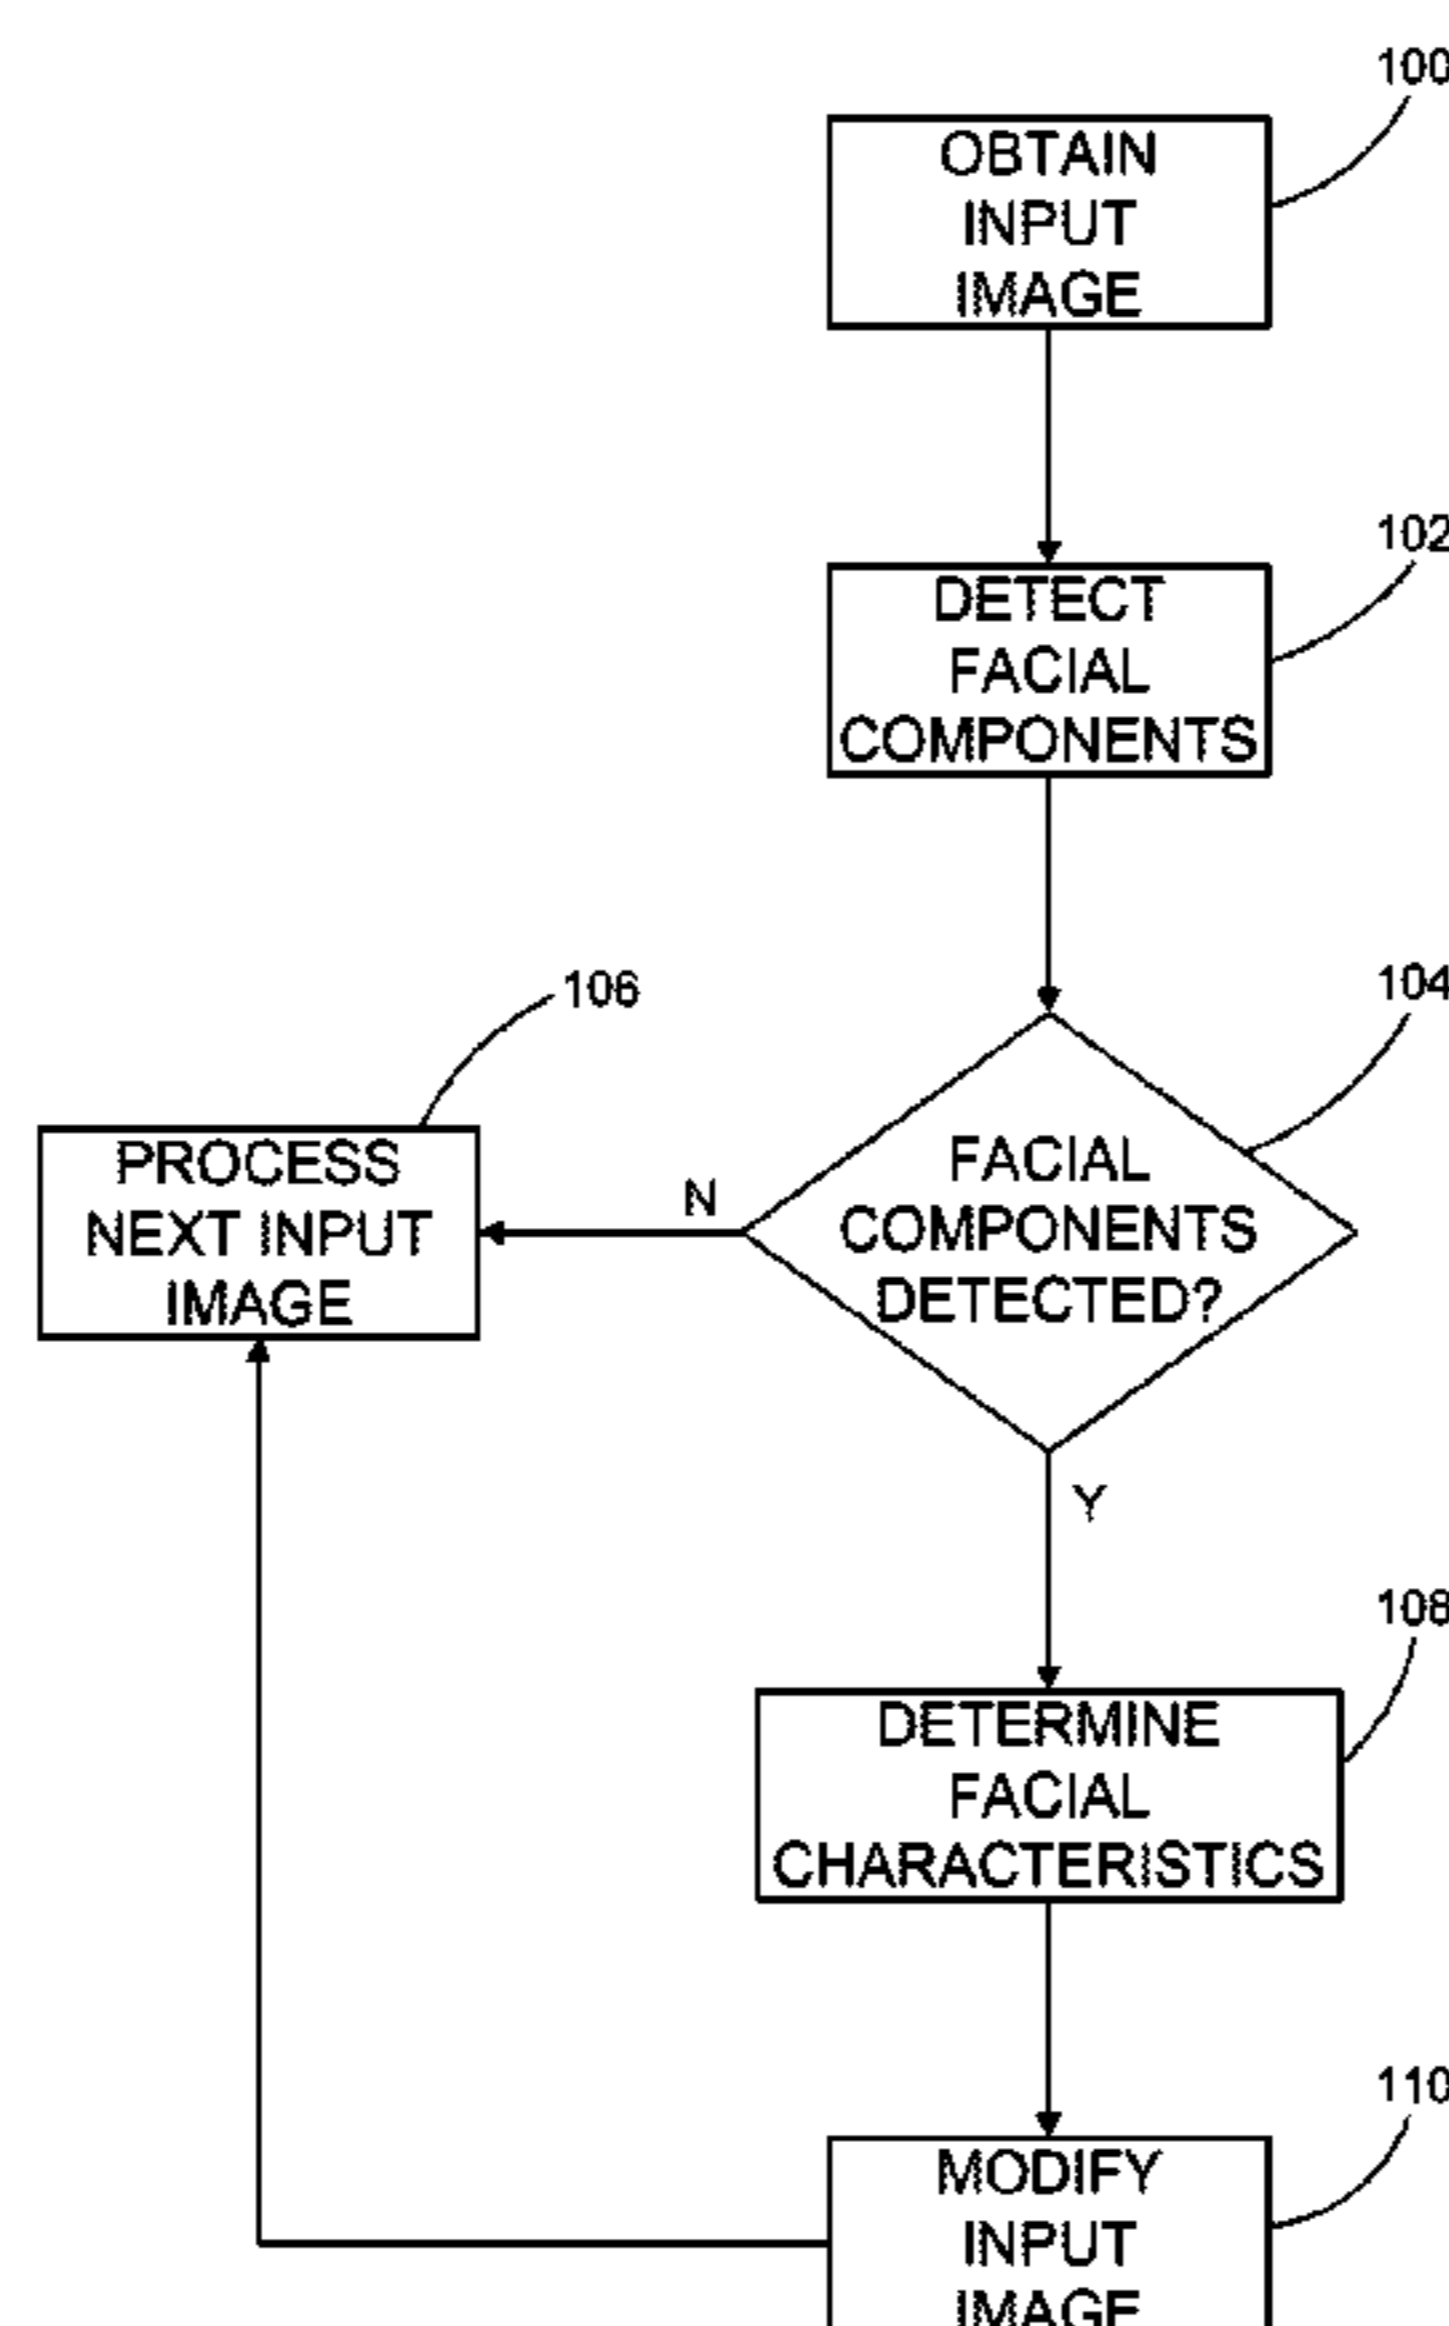 100
OBTAIN
INPUT
IMAGE
102
DETECT
FACIAL
COMPONENTS
104
FACIAL
COMPONENTS
DETECTED?
N
106
PROCESS
NEXT INPUT
IMAGE
Y
108
DETERMINE
FACIAL
CHARACTERISTICS
110
MODIFY
INPUT
IMAGE